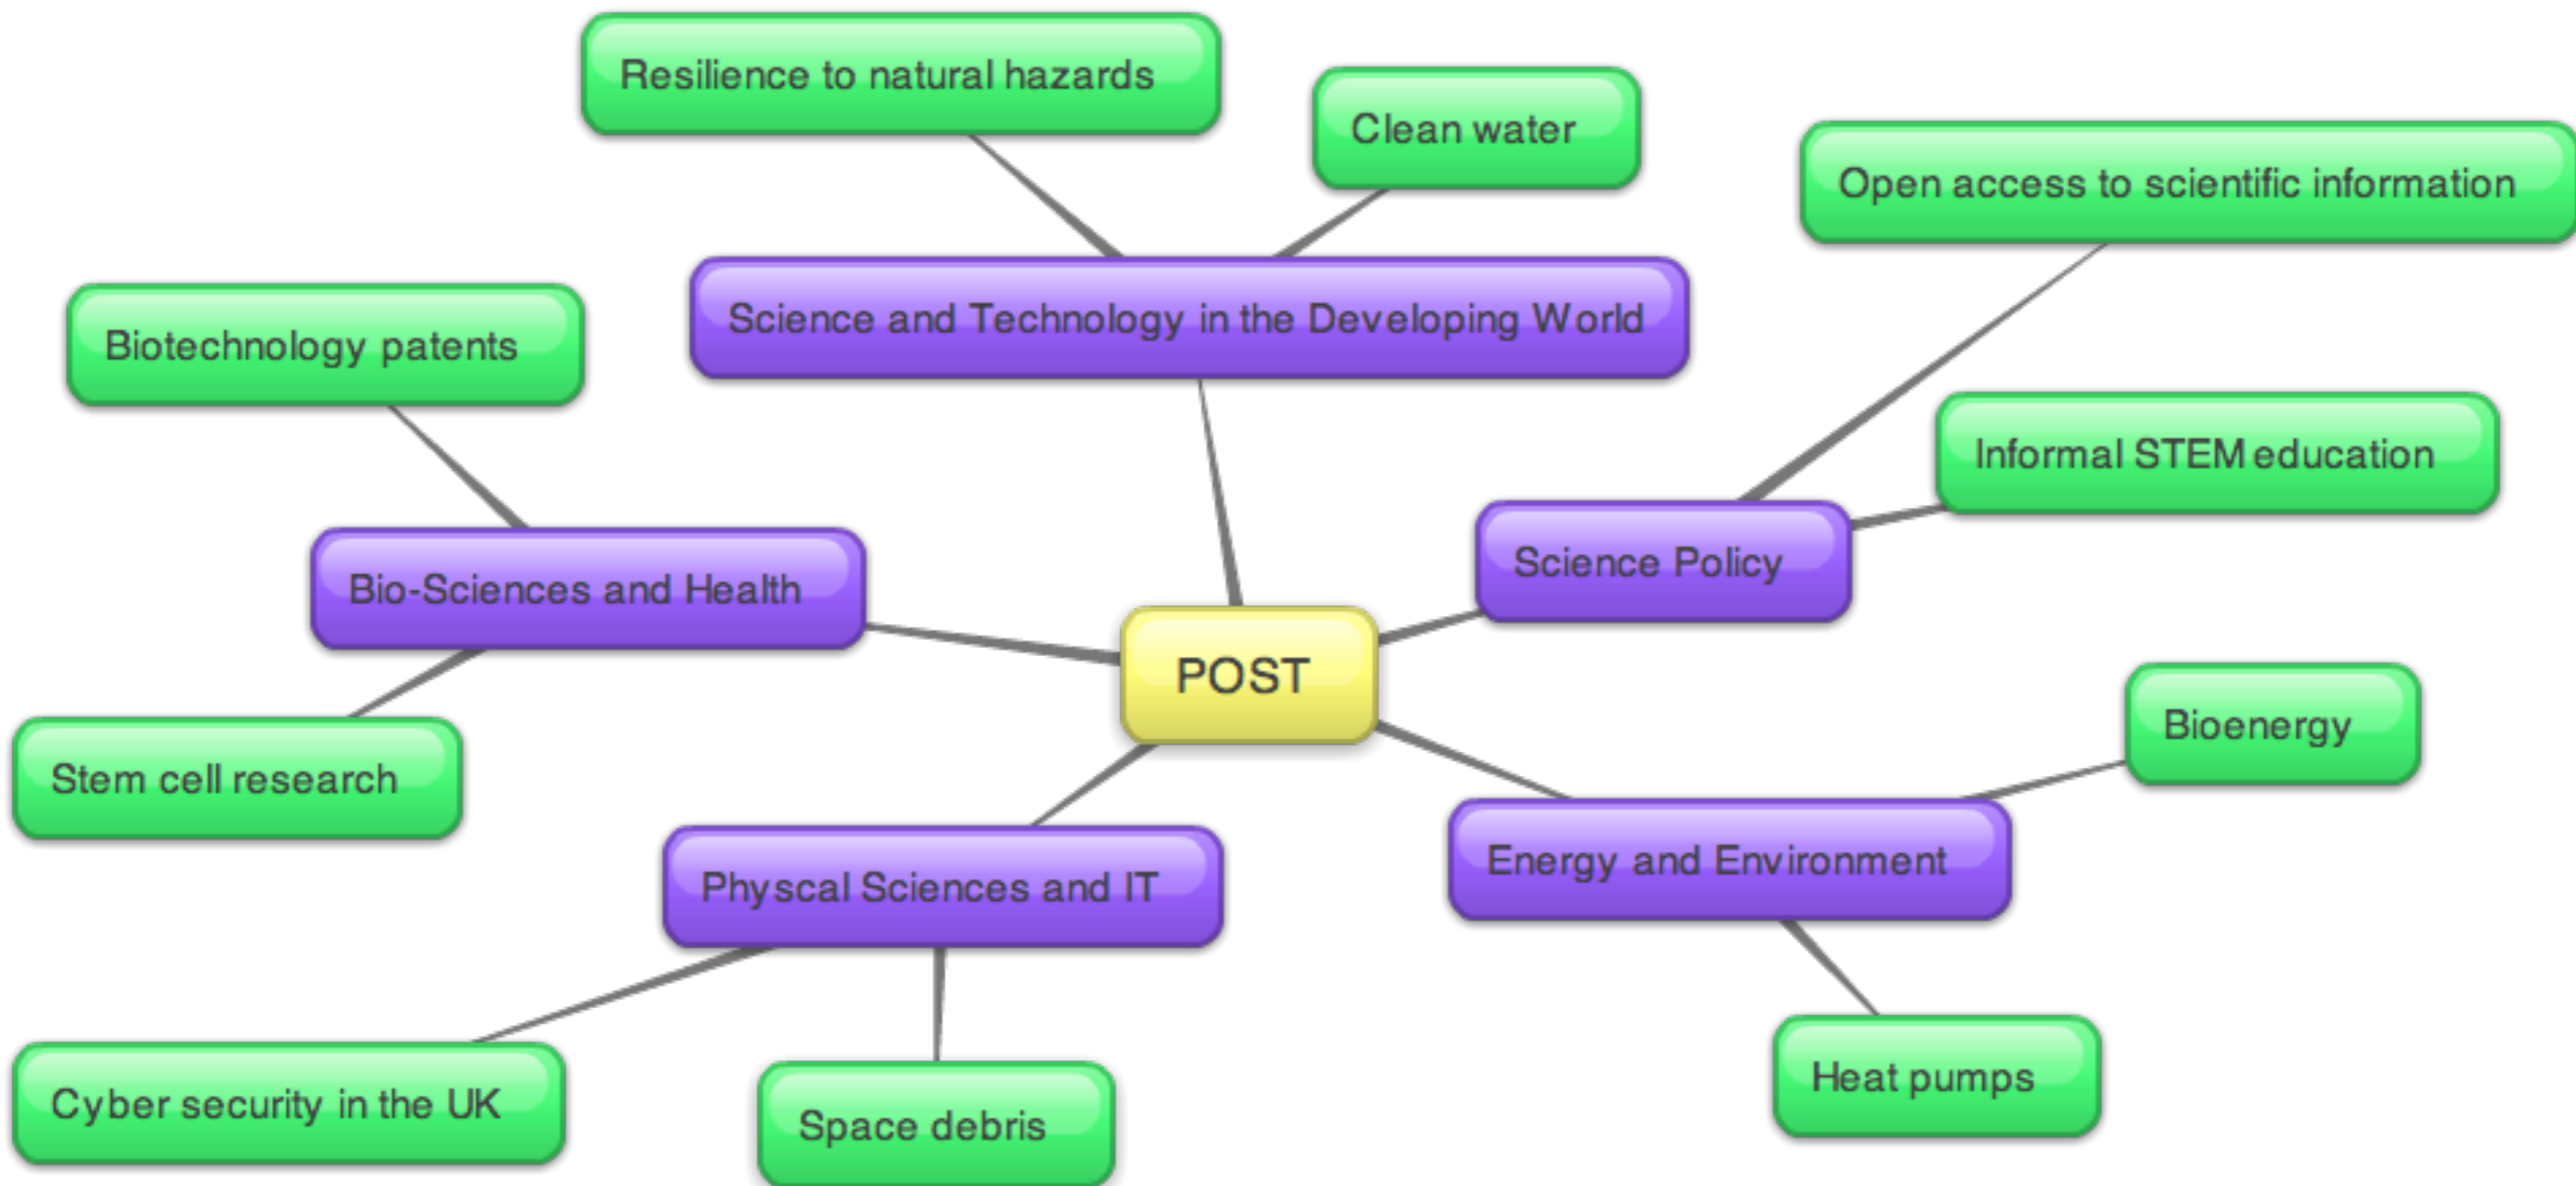 Resilience to natural hazards
Clean water
Open access to scientific information
Science and Technology in the Developing World
Biotechnology patents
Informal STEM education
Science Policy
Bio-Sciences and Health
POST
Bioenergy
Stem cell research
Energy and Environment
Physcal Sciences and IT
Heat pumps
Cyber security in the UK
Space debris